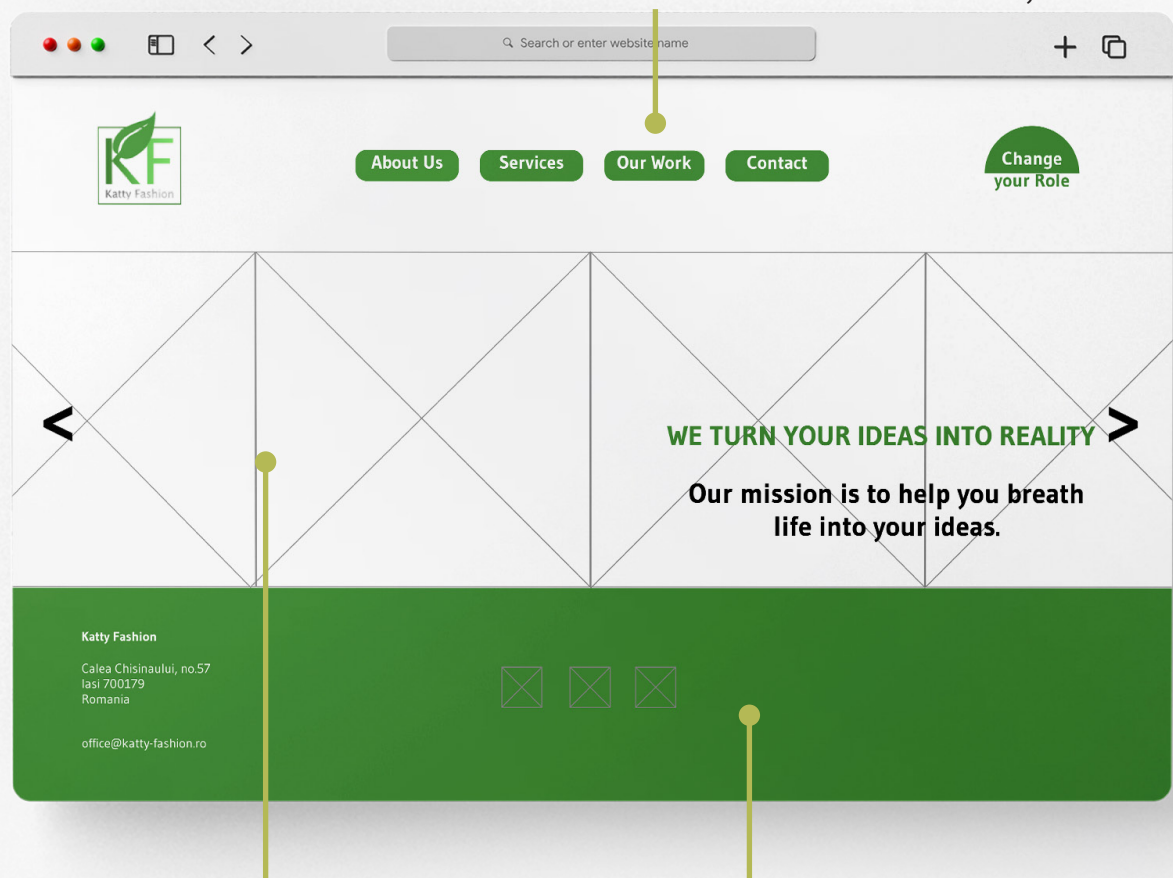 Search or enter website name
KF
Katty Fashion
About Us
Services
Our Work
Contact
Change
your Role
<
>
WE TURN YOUR IDEAS INTO REALITY
Our mission is to help you breath
life into your ideas.
Katty Fashion
Calea Chisinaului, no.57
Iasi 700179
Romania
office@katty-fashion.ro